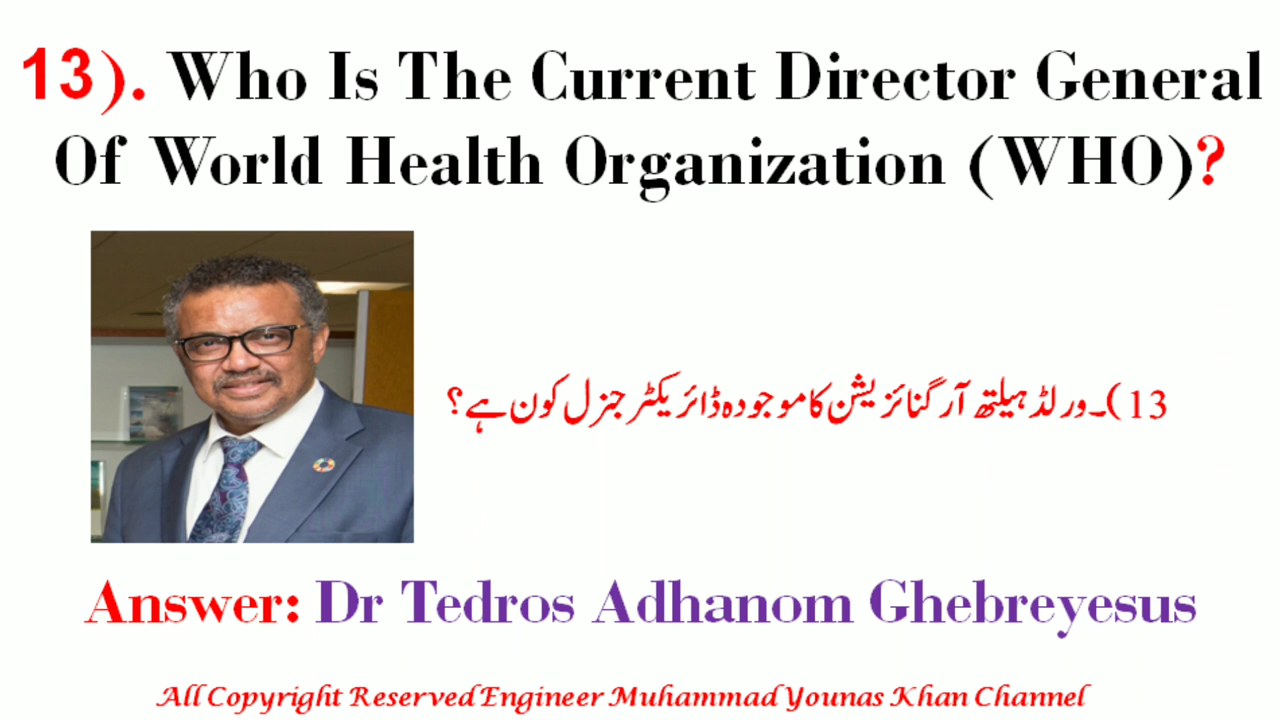 13). Who Is The Current Director General
Of World Health Organization (WHO)?
13)۔ورلڈ ہیلتھ آرگنائزیشن کا موجودہ ڈائریکٹر جنرل کون ہے؟
Answer: Dr Tedros Adhanom Ghebreyesus
All Copyright Reserved Engineer Muhammad Younas Khan Channel